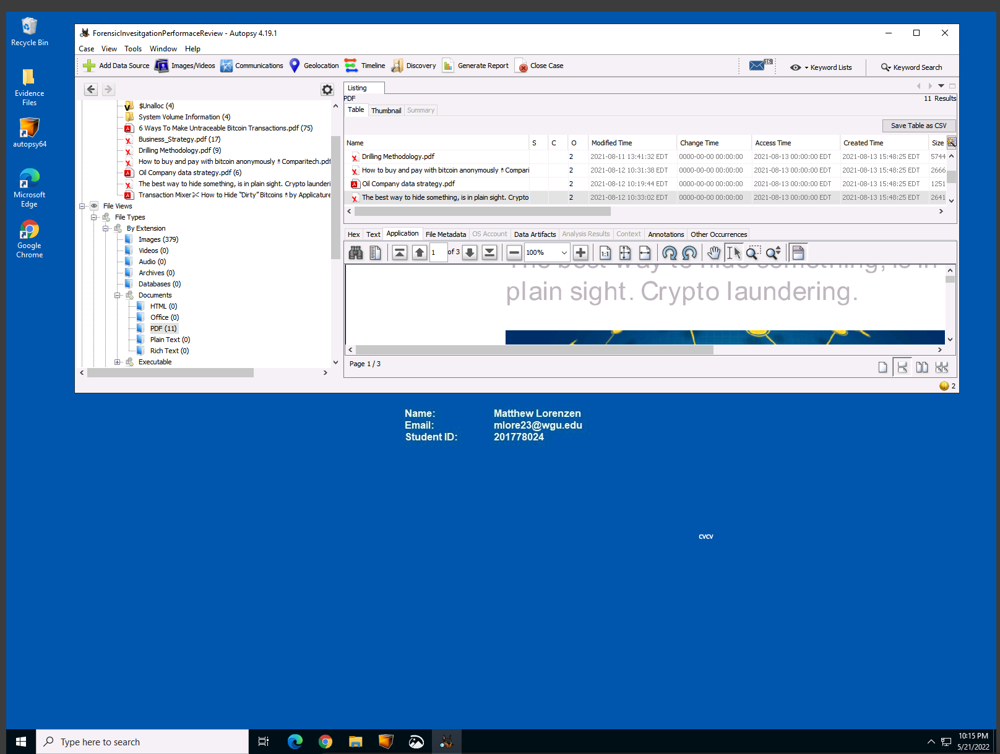 Recycle Bin
Evidence
Files
autopsy64
Microsoft
Edge
Google
Chrome
ForensicInvesitgationPerformaceReview - Autopsy 4.19.1
Case View Tools Window Help
Add Data Source Images/Videos Communications Geolocation Timeline Discovery Generate Report Close Case 16 Keyword Lists Keyword Search
$Unalloc (4)
System Volume Information (4)
6 Ways To Make Untraceable Bitcoin Transactions.pdf (75)
Business_Strategy.pdf (17)
Drilling Methodology.pdf (9)
How to buy and pay with bitcoin anonymously Comparitech.pdf
Oil Company data strategy.pdf (6)
The best way to hide something, is in plain sight. Crypto launderi
Transaction Mixer✂ How to Hide "Dirty" Bitcoins by Applicature
File Views
File Types
By Extension
Images (379)
Videos (0)
Audio (0)
Archives (0)
Databases (0)
Documents
HTML (0)
Office (0)
PDF (11)
Plain Text (0)
Rich Text (0)
Executable
Listing
PDF 11 Results
Table Thumbnail Summary
Save Table as CSV
Name S C O Modified Time Change Time Access Time Created Time Size
Drilling Methodology.pdf 2 2021-08-11 13:41:32 EDT 0000-00-00 00:00:00 2021-08-13 00:00:00 EDT 2021-08-13 15:48:25 EDT 5744
How to buy and pay with bitcoin anonymously Compari 2 2021-08-12 10:31:38 EDT 0000-00-00 00:00:00 2021-08-13 00:00:00 EDT 2021-08-13 15:48:25 EDT 2666
Oil Company data strategy.pdf 2 2021-08-12 10:19:44 EDT 0000-00-00 00:00:00 2021-08-13 00:00:00 EDT 2021-08-13 15:48:25 EDT 1251
The best way to hide something, is in plain sight. Crypto 2 2021-08-12 10:33:02 EDT 0000-00-00 00:00:00 2021-08-13 00:00:00 EDT 2021-08-13 15:48:25 EDT 2641
Hex Text Application File Metadata OS Account Data Artifacts Analysis Results Context Annotations Other Occurrences
1 of 3 100% 1:1
The best way to hide something, is in
plain sight. Crypto laundering.
Page 1 / 3
2
Name: Matthew Lorenzen
Email: mlore23@wgu.edu
Student ID: 201778024
cvcv
Type here to search
10:15 PM
5/21/2022